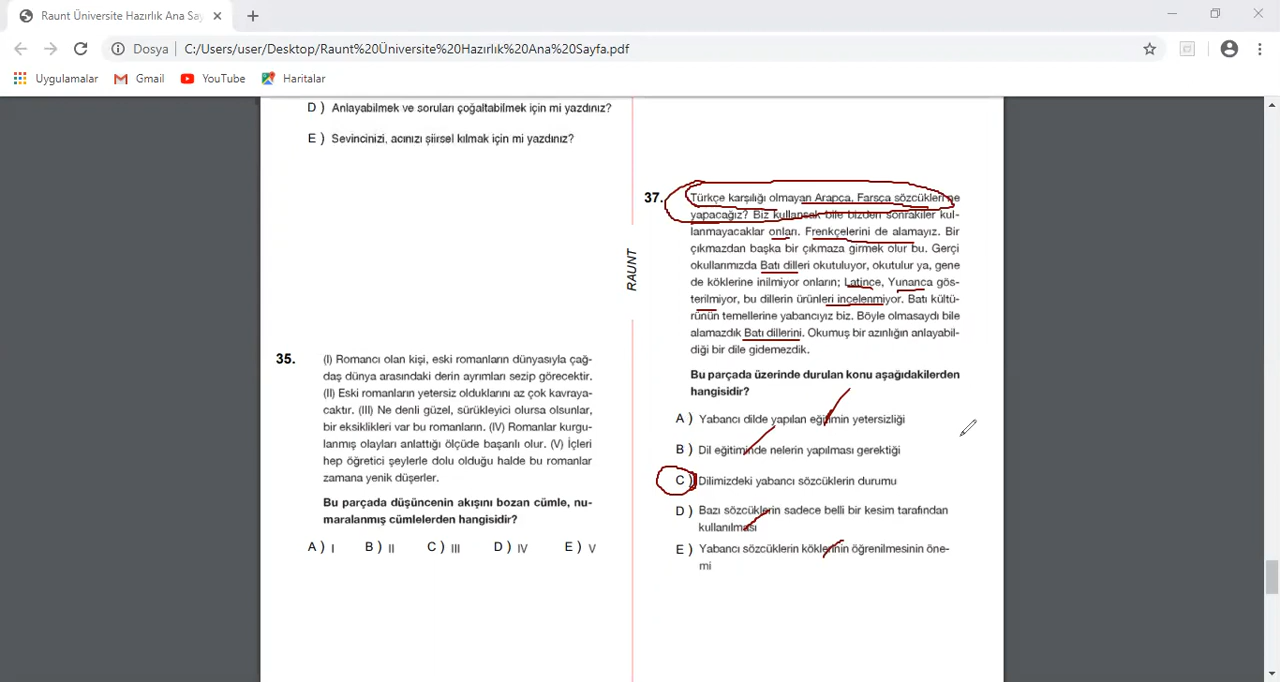 Raunt Üniversite Hazırlık Ana Say
Dosya
C:/Users/user/Desktop/Raunt%20Üniversite%20Hazırlık%20Ana%20Sayfa.pdf
Uygulamalar
Gmail
YouTube
Haritalar
D ) Anlayabilmek ve soruları çoğaltabilmek için mi yazdınız?
E ) Sevincinizi, acınızı şiirsel kılmak için mi yazdınız?
RAUNT
35.
(I) Romancı olan kişi, eski romanların dünyasıyla çağ-
daş dünya arasındaki derin ayrımları sezip görecektir.
(II) Eski romanların yetersiz olduklarını az çok kavraya-
caktır. (III) Ne denli güzel, sürükleyici olursa olsunlar,
bir eksiklikleri var bu romanların. (IV) Romanlar kurgu-
lanmış olayları anlattığı ölçüde başarılı olur. (V) İçleri
hep öğretici şeylerle dolu olduğu halde bu romanlar
zamana yenik düşerler.
Bu parçada düşüncenin akışını bozan cümle, nu-
maralanmış cümlelerden hangisidir?
A ) I B ) II C ) III D ) IV E ) V
37.
Türkçe karşılığı olmayan Arapça, Farsça sözcükleri ne
yapacağız? Biz kullansak bile bizden sonrakiler kul-
lanmayacaklar onları. Frenkçelerini de alamayız. Bir
çıkmazdan başka bir çıkmaza girmek olur bu. Gerçi
okullarımızda Batı dilleri okutuluyor, okutulur ya, gene
de köklerine inilmiyor onların; Latince, Yunanca gös-
terilmiyor, bu dillerin ürünleri incelenmiyor. Batı kültü-
rünün temellerine yabancıyız biz. Böyle olmasaydı bile
alamazdık Batı dillerini. Okumuş bir azınlığın anlayabil-
diği bir dile gidemezdik.
Bu parçada üzerinde durulan konu aşağıdakilerden
hangisidir?
A ) Yabancı dilde yapılan eğitimin yetersizliği
B ) Dil eğitiminde nelerin yapılması gerektiği
C ) Dilimizdeki yabancı sözcüklerin durumu
D ) Bazı sözcüklerin sadece belli bir kesim tarafından
kullanılması
E ) Yabancı sözcüklerin köklerinin öğrenilmesinin öne-
mi